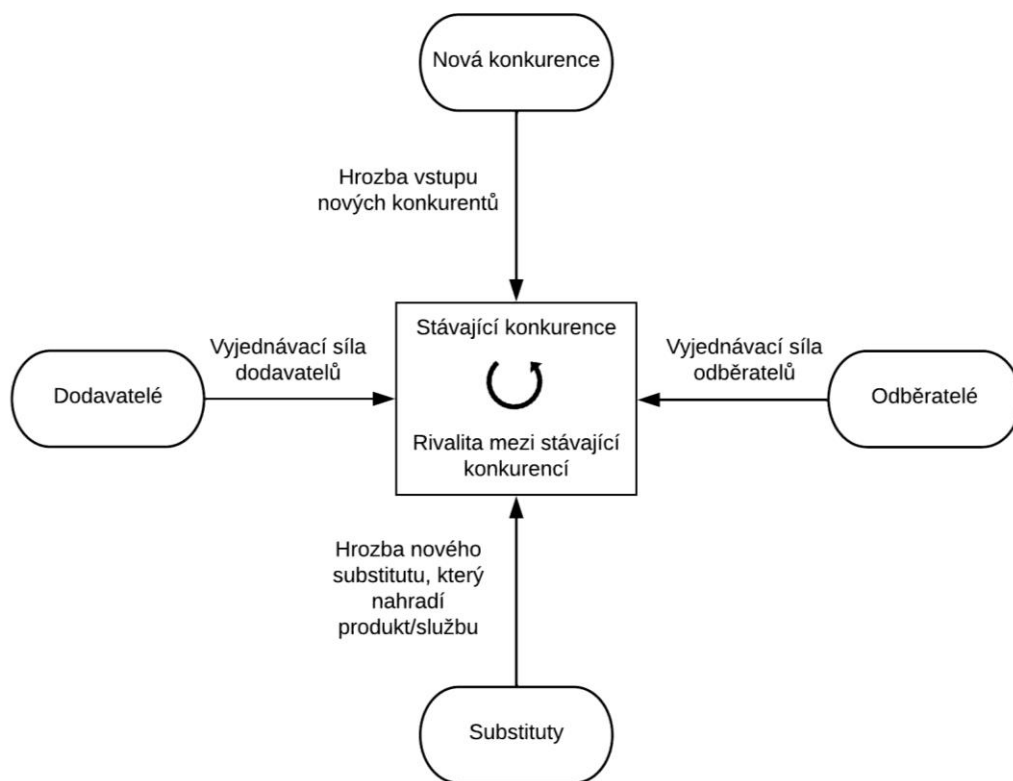 Nová konkurence
Hrozba vstupu
nových konkurentů
Stávající konkurence
Vyjednávací síla
dodavatelů
Vyjednávací síla
odběratelů
Dodavatelé
Odběratelé
Rivalita mezi stávající
konkurencí
Hrozba nového
substitutu, který
nahradí
produkt/službu
Substituty